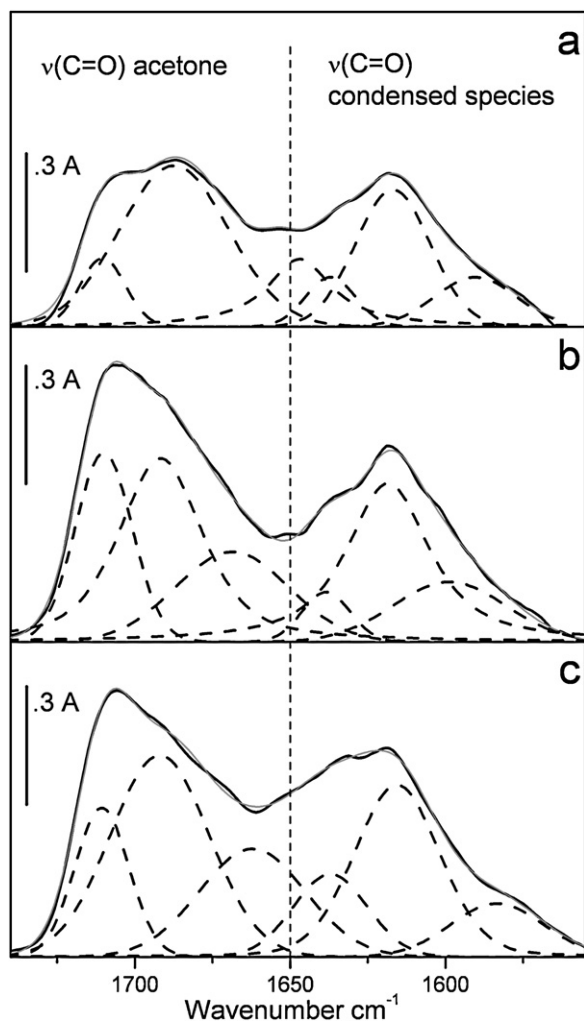 a
ν(C=O) acetone
ν(C=O)
condensed species
.3 A
b
.3 A
c
.3 A
1700
1650
1600
Wavenumber cm⁻¹